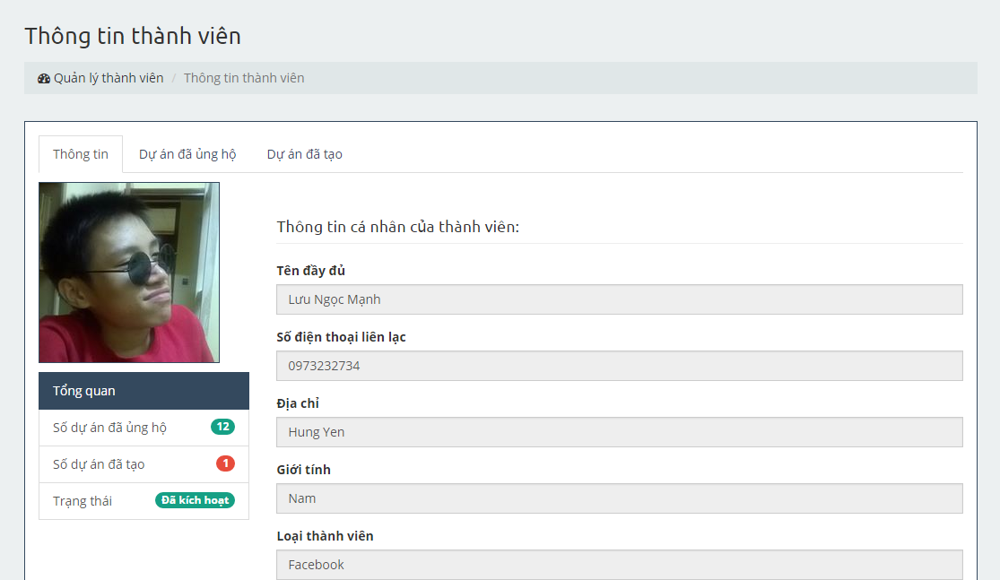 Thông tin thành viên
Quản lý thành viên / Thông tin thành viên
Thông tin Dự án đã ủng hộ Dự án đã tạo
Thông tin cá nhân của thành viên:
Tên đầy đủ
Lưu Ngọc Mạnh
Số điện thoại liên lạc
0973232734
Địa chỉ
Hung Yen
Giới tính
Nam
Loại thành viên
Facebook
Tổng quan
Số dự án đã ủng hộ 12
Số dự án đã tạo 1
Trạng thái Đã kích hoạt